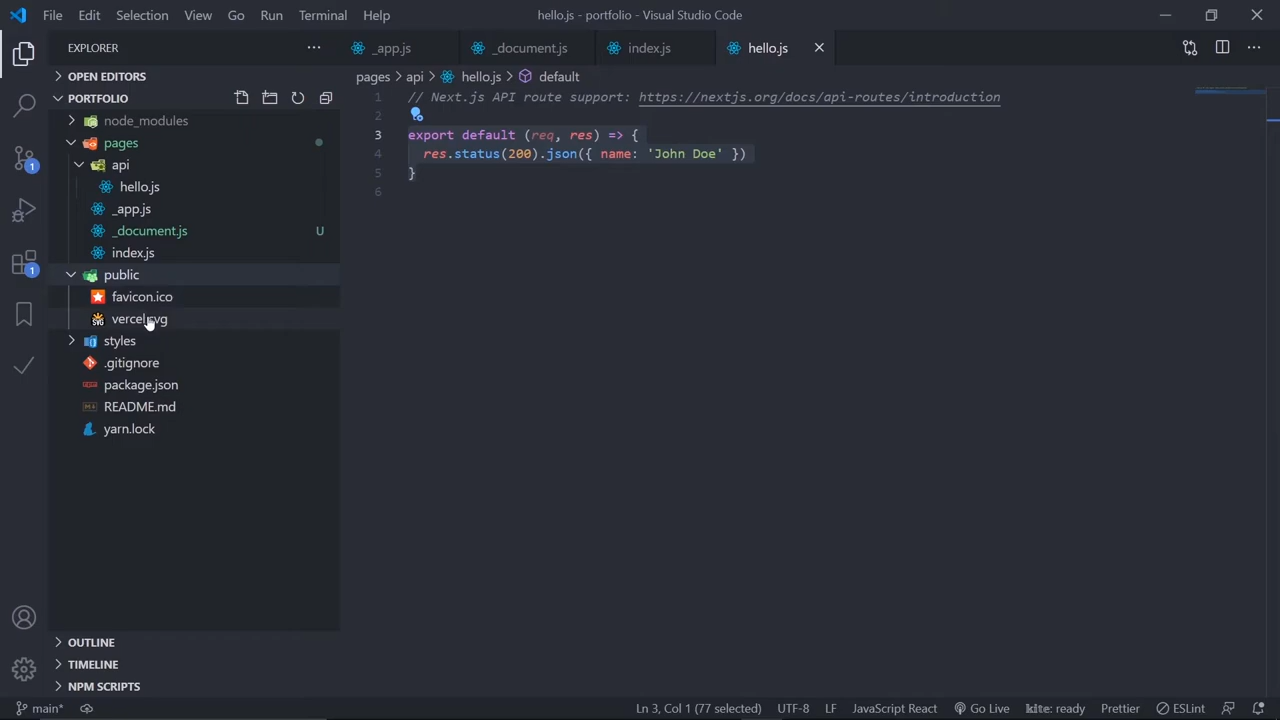 File Edit Selection View Go Run Terminal Help hello.js - portfolio - Visual Studio Code
EXPLORER
OPEN EDITORS
PORTFOLIO
node_modules
pages
api
hello.js
_app.js
_document.js U
index.js
public
favicon.ico
vercel.svg
styles
.gitignore
package.json
README.md
yarn.lock
OUTLINE
TIMELINE
NPM SCRIPTS
1
1
_app.js _document.js index.js hello.js
pages > api > hello.js > default
1 // Next.js API route support: https://nextjs.org/docs/api-routes/introduction
2
3 export default (req, res) => {
4 res.status(200).json({ name: 'John Doe' })
5 }
6
main* Ln 3, Col 1 (77 selected) UTF-8 LF JavaScript React Go Live kite: ready Prettier ESLint